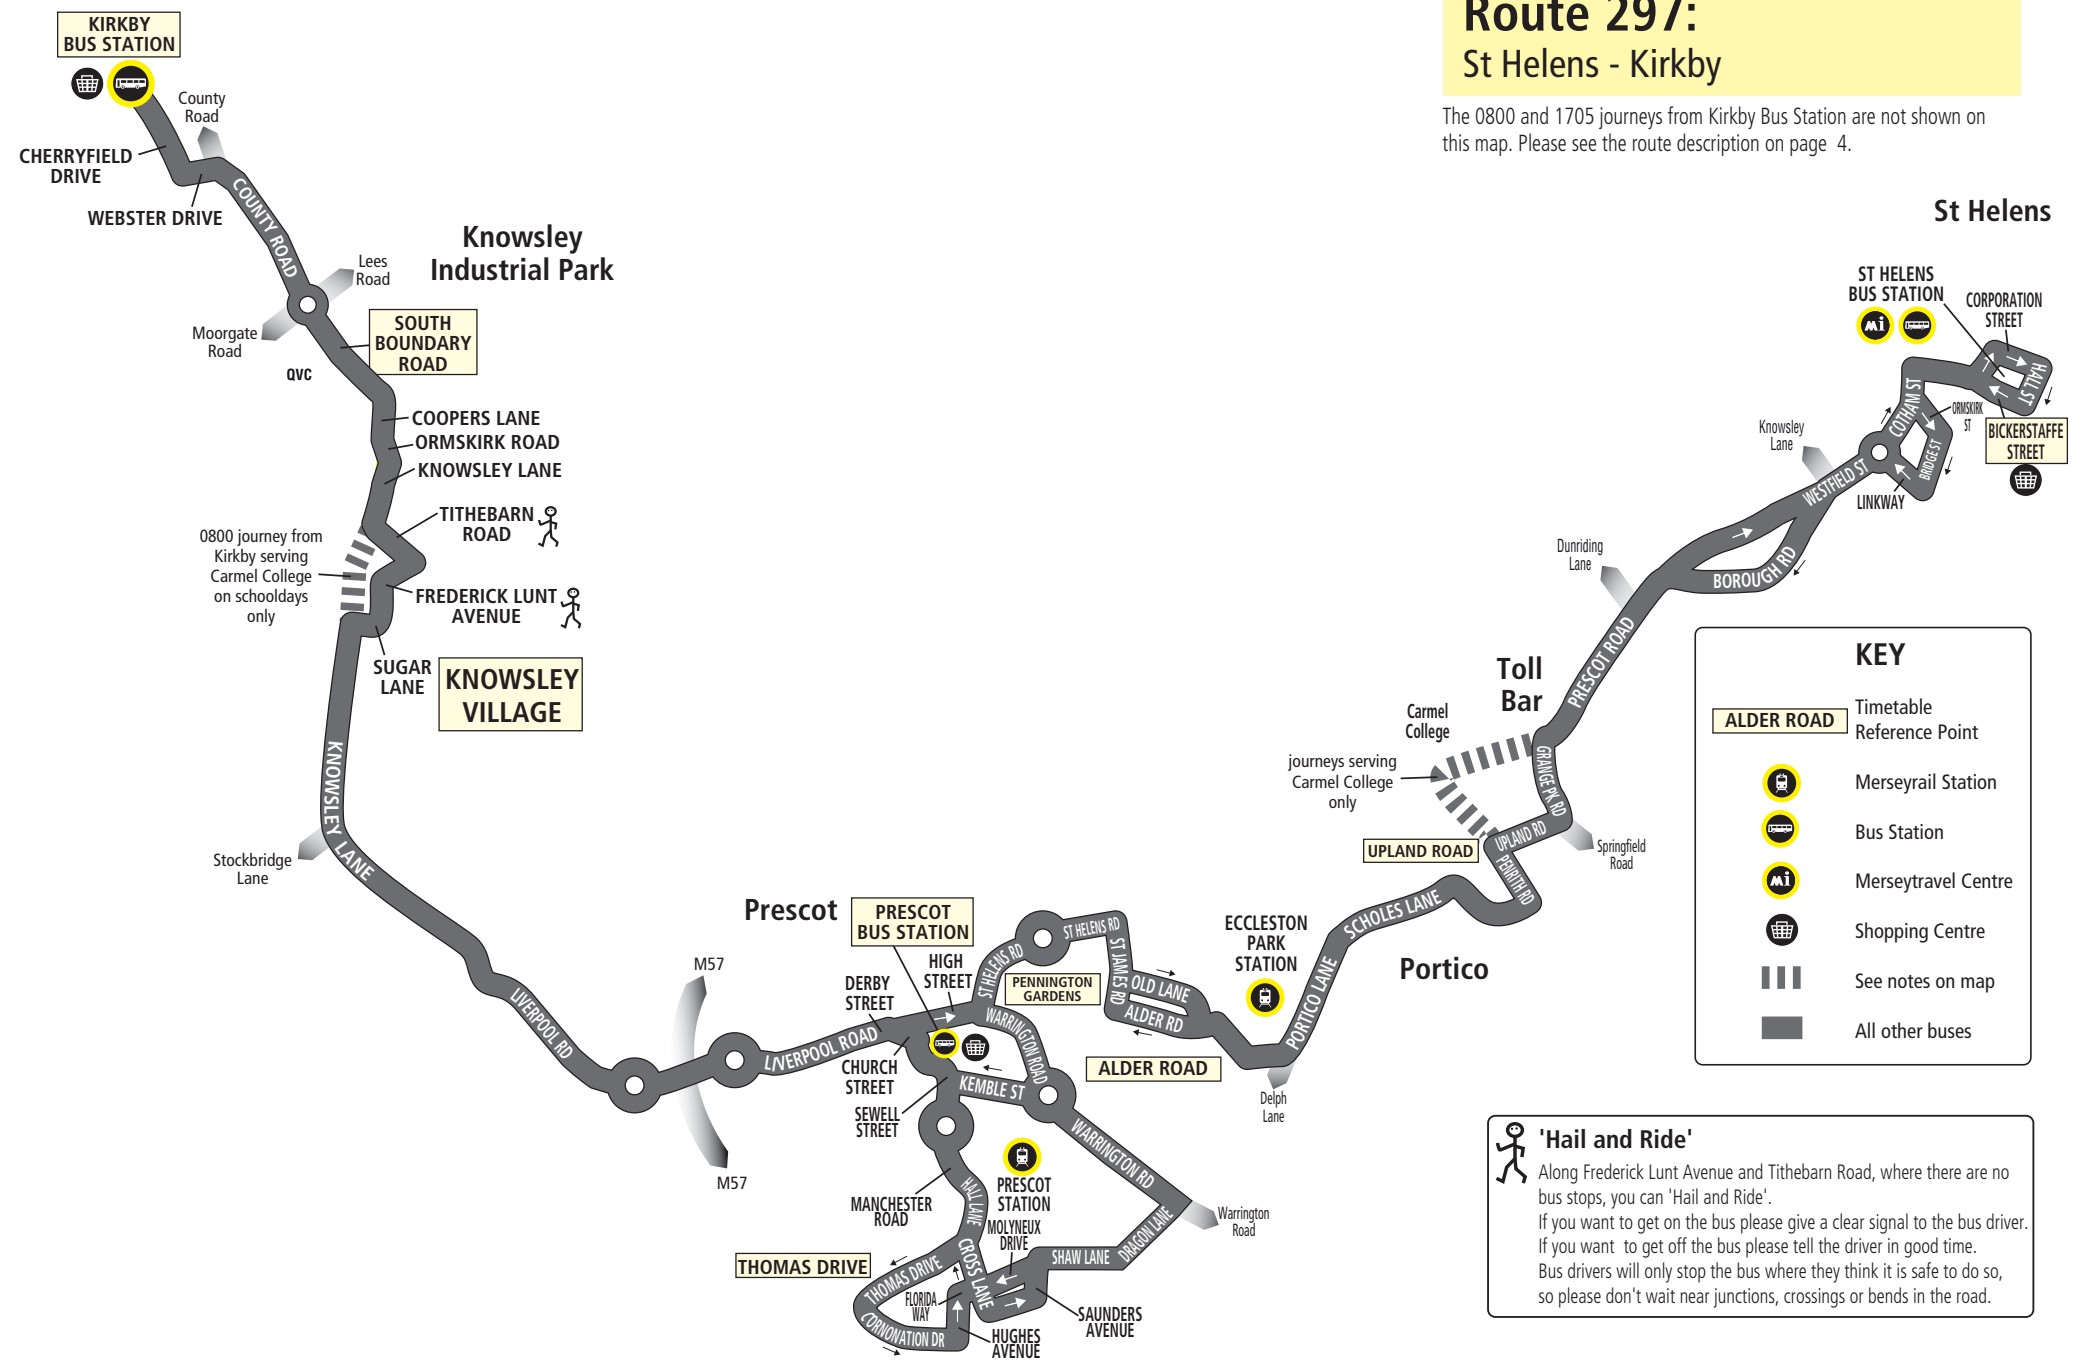 Route 297:
St Helens - Kirkby
The 0800 and 1705 journeys from Kirkby Bus Station are not shown on
this map. Please see the route description on page 4.
KIRKBY
BUS STATION
County
Road
CHERRYFIELD
DRIVE
WEBSTER DRIVE
COUNTY ROAD
Knowsley
Industrial Park
Lees
Road
Moorgate
Road
QVC
SOUTH
BOUNDARY
ROAD
COOPERS LANE
ORMSKIRK ROAD
KNOWSLEY LANE
TITHEBARN
ROAD
0800 journey from
Kirkby serving
Carmel College
on schooldays
only
FREDERICK LUNT
AVENUE
SUGAR
LANE
KNOWSLEY
VILLAGE
KNOWSLEY LANE
Stockbridge
Lane
LIVERPOOL RD
M57
M57
LIVERPOOL ROAD
Prescot
PRESCOT
BUS STATION
HIGH
STREET
DERBY
STREET
CHURCH
STREET
SEWELL
STREET
KEMBLE ST
WARRINGTON ROAD
ST HELENS RD
ST HELENS RD
ST JAMES RD
PENNINGTON
GARDENS
OLD LANE
ALDER RD
ALDER ROAD
WARRINGTON RD
Warrington
Road
DRAGON LANE
SHAW LANE
PRESCOT
STATION
MOLYNEUX
DRIVE
MANCHESTER
ROAD
HALL LANE
CROSS LANE
THOMAS DRIVE
THOMAS DRIVE
FLORIDA
WAY
CORNONATION DR
HUGHES
AVENUE
SAUNDERS
AVENUE
ECCLESTON
PARK
STATION
Delph
Lane
PORTICO LANE
Portico
SCHOLES LANE
PENRITH RD
UPLAND RD
UPLAND ROAD
Springfield
Road
GRANGE PK RD
journeys serving
Carmel College
only
Carmel
College
Toll
Bar
PRESCOT ROAD
Dunriding
Lane
BOROUGH RD
WESTFIELD ST
Knowsley
Lane
LINKWAY
BRIDGE ST
ORMSKIRK
ST
COTHAM ST
St Helens
ST HELENS
BUS STATION
mi
CORPORATION
STREET
HALL ST
BICKERSTAFFE
STREET
KEY
ALDER ROAD
Timetable
Reference Point
Merseyrail Station
Bus Station
mi
Merseytravel Centre
Shopping Centre
See notes on map
All other buses
'Hail and Ride'
Along Frederick Lunt Avenue and Tithebarn Road, where there are no
bus stops, you can 'Hail and Ride'.
If you want to get on the bus please give a clear signal to the bus driver.
If you want to get off the bus please tell the driver in good time.
Bus drivers will only stop the bus where they think it is safe to do so,
so please don't wait near junctions, crossings or bends in the road.